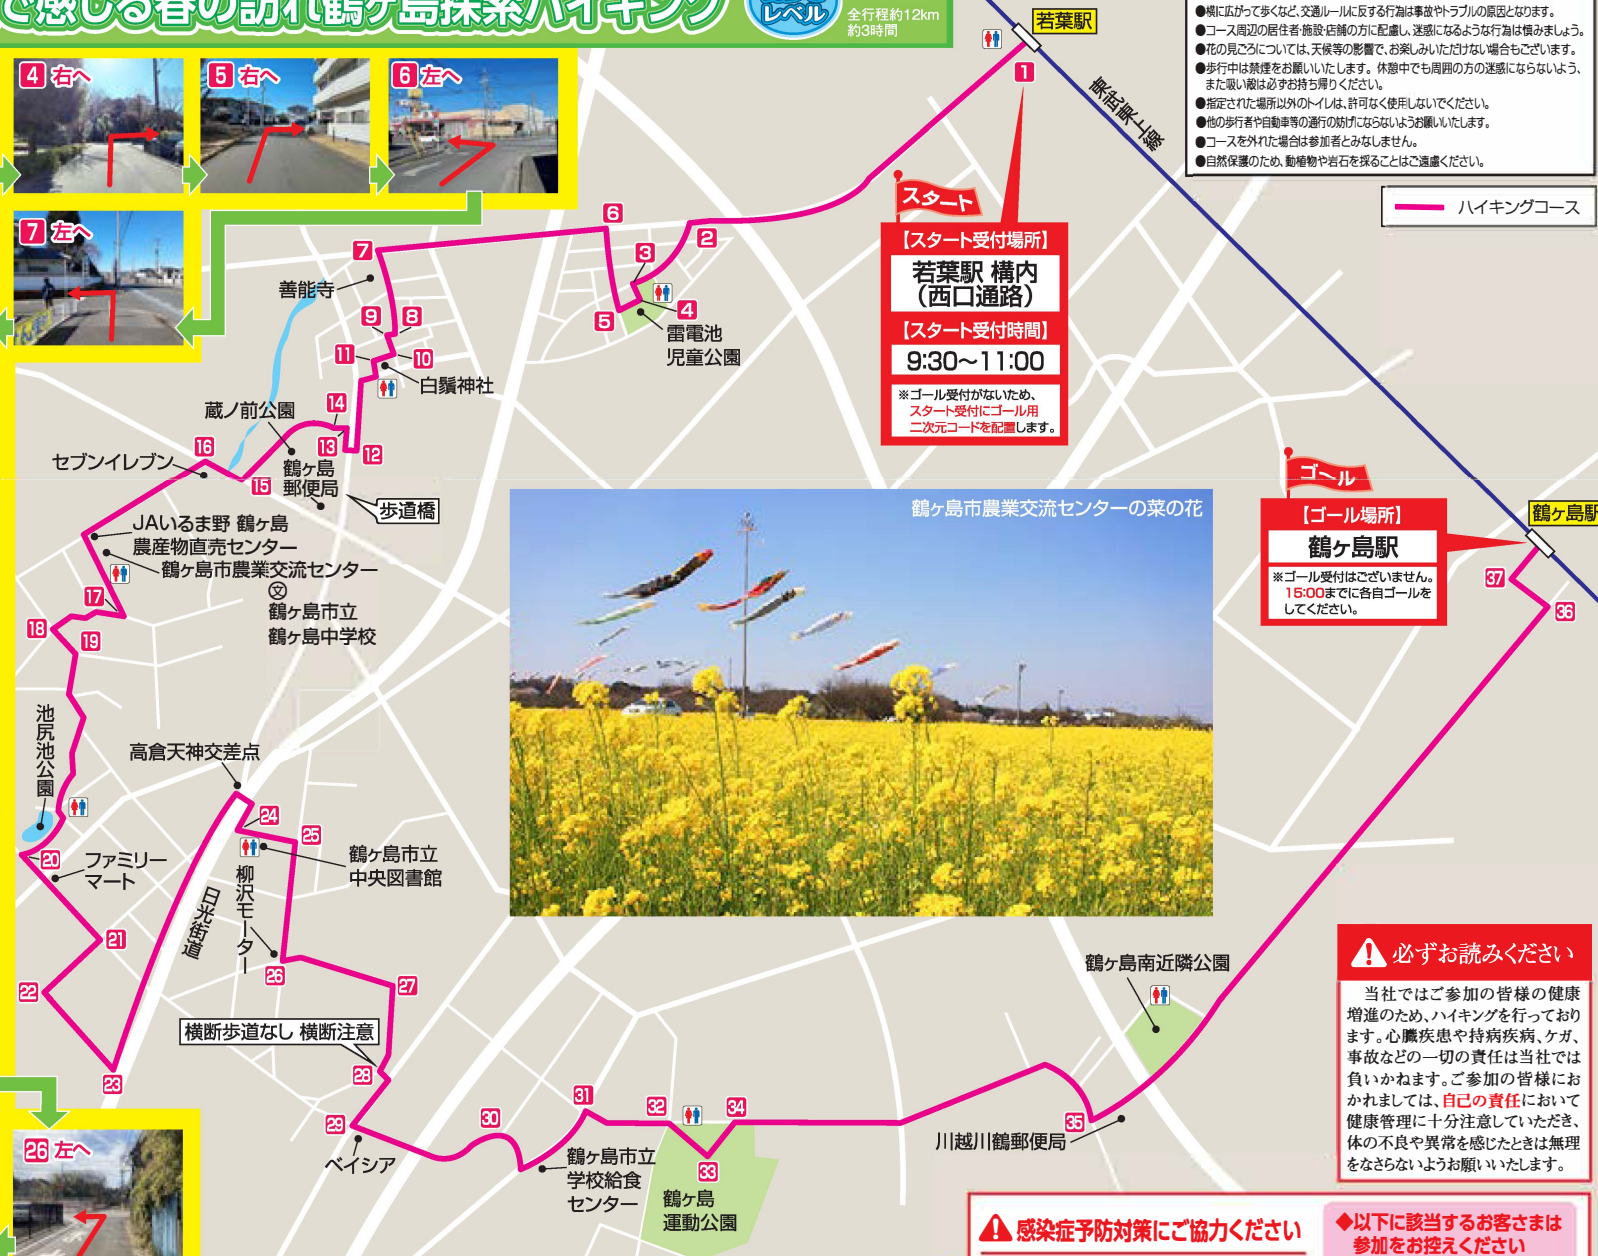 で感じる春の訪れ鶴ヶ島探索ハイキング
レベル
全行程約12km
約3時間
●横に広がって歩くなど、交通ルールに反する行為は事故やトラブルの原因となります。
●コース周辺の居住者・施設・店舗の方に配慮し、迷惑になるような行為は慎みましょう。
●花の見ごろについては、天候等の影響で、お楽しみいただけない場合もございます。
●歩行中は禁煙をお願いいたします。休憩中でも周囲の方の迷惑にならないよう、
また吸い殻は必ずお持ち帰りください。
●指定された場所以外のトイレは、許可なく使用しないでください。
●他の歩行者や自動車等の通行の妨げにならないようお願いいたします。
●コースを外れた場合は参加者とみなしません。
●自然保護のため、動植物や岩石を採ることはご遠慮ください。
ハイキングコース
4 右へ
5 右へ
6 左へ
7 左へ
若葉駅
1
東武東上線
スタート
【スタート受付場所】
若葉駅 構内
(西口通路)
【スタート受付時間】
9:30〜11:00
※ゴール受付がないため、
スタート受付にゴール用
二次元コードを配置します。
2
3
4
5
6
雷電池
児童公園
7
善能寺
8
9
10
11
白鬚神社
12
13
14
蔵ノ前公園
鶴ヶ島
郵便局
歩道橋
15
16
セブンイレブン
JAいるま野 鶴ヶ島
農産物直売センター
鶴ヶ島市農業交流センター
文
鶴ヶ島市立
鶴ヶ島中学校
17
18
19
鶴ヶ島市農業交流センターの菜の花
ゴール
【ゴール場所】
鶴ヶ島駅
※ゴール受付はございません。
15:00までに各自ゴールを
してください。
鶴ヶ島駅
37
36
池尻池公園
高倉天神交差点
20
ファミリー
マート
21
22
23
24
25
鶴ヶ島市立
中央図書館
日光街道
柳沢モーター
26
27
横断歩道なし 横断注意
28
29
ベイシア
30
31
鶴ヶ島市立
学校給食
センター
32
33
34
鶴ヶ島
運動公園
35
川越川鶴郵便局
鶴ヶ島南近隣公園
26 左へ
必ずお読みください
当社ではご参加の皆様の健康
増進のため、ハイキングを行っており
ます。心臓疾患や持病疾病、ケガ、
事故などの一切の責任は当社では
負いかねます。ご参加の皆様にお
かれましては、自己の責任において
健康管理に十分注意していただき、
体の不良や異常を感じたときは無理
をなさらないようお願いいたします。
感染症予防対策にご協力ください
◆以下に該当するお客さまは
参加をお控えください